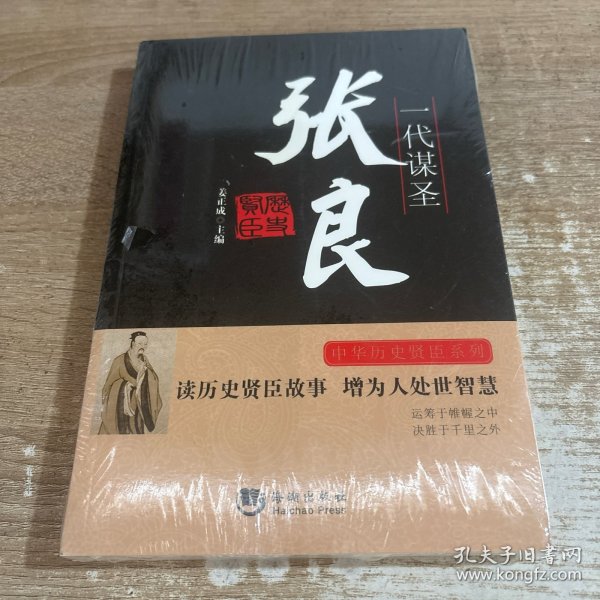 一代谋圣
张良
歷史
賢臣
姜正成 主编
中华历史贤臣系列
读历史贤臣故事 增为人处世智慧
运筹于帷幄之中
决胜于千里之外
海潮出版社
Haichao Press
孔夫子旧书网
www.kongfz.com